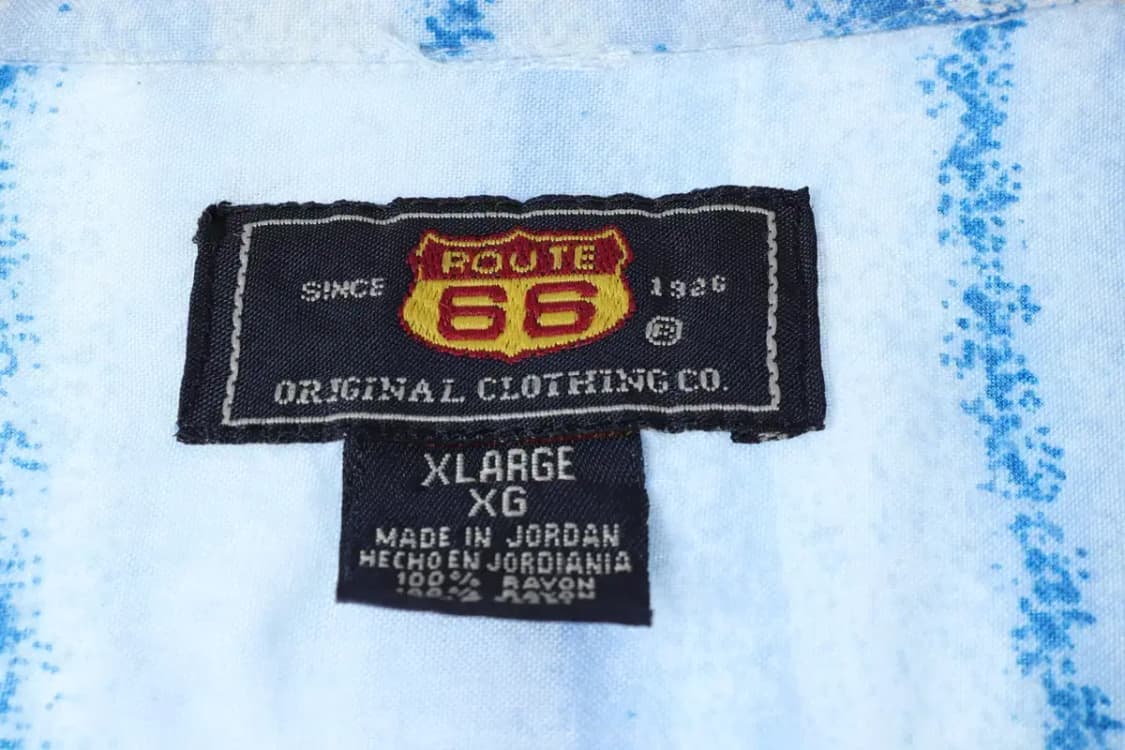 ROUTE
SINCE 66 1926
®
ORIGINAL CLOTHING CO.
XLARGE
XG
MADE IN JORDAN
HECHO EN JORDIANIA
100% RAYON